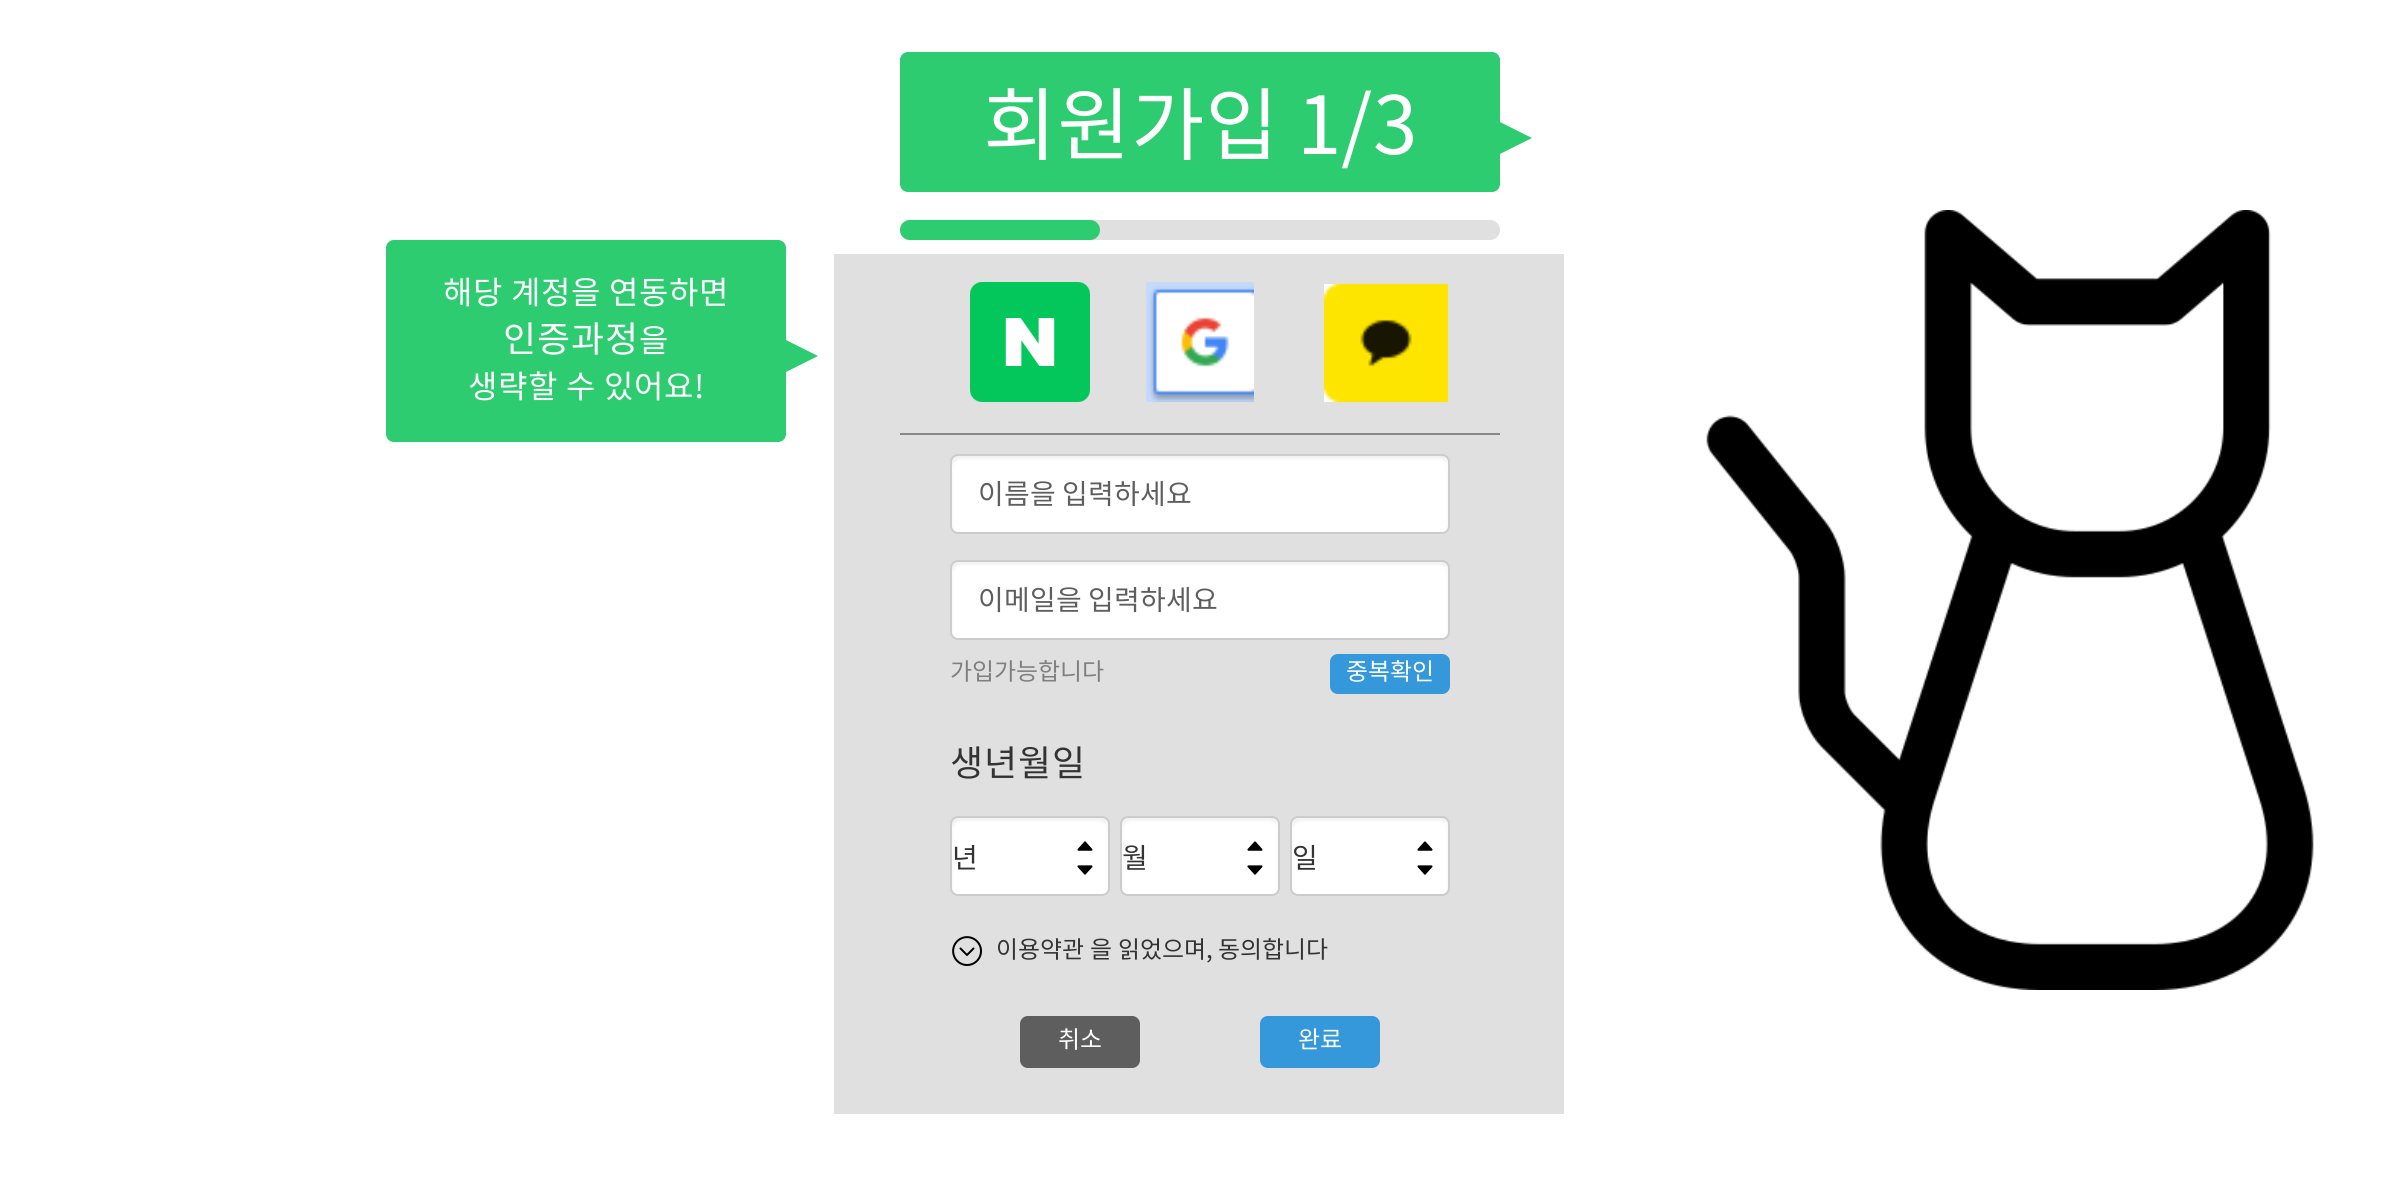 회원가입 1/3
해당 계정을 연동하면
인증과정을
생략할 수 있어요!
N
G
이름을 입력하세요
이메일을 입력하세요
가입가능합니다
중복확인
생년월일
년
월
일
이용약관 을 읽었으며, 동의합니다
취소
완료